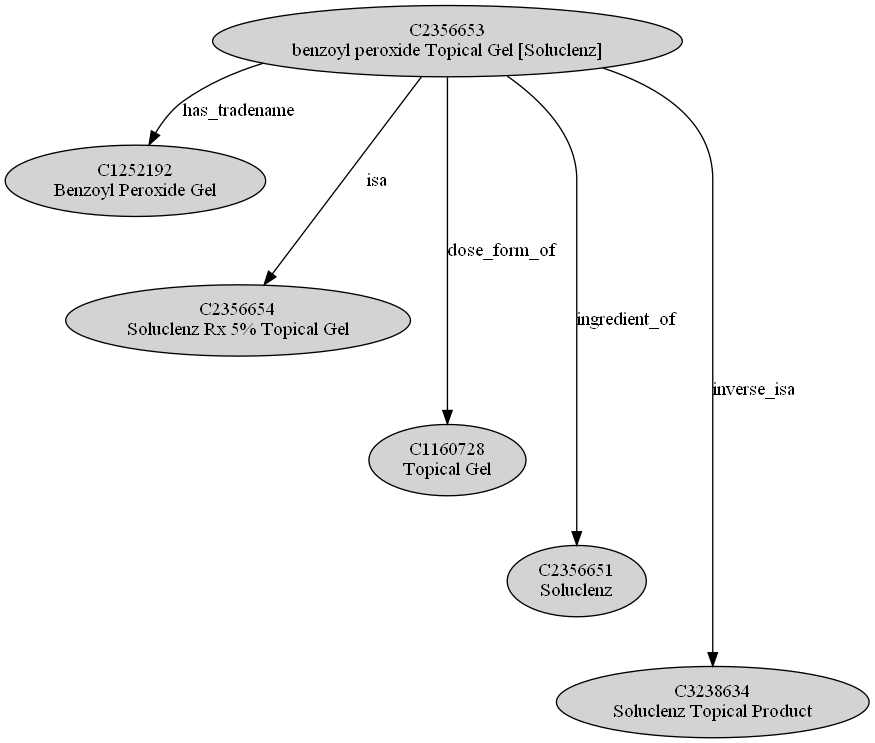 C2356653
benzoyl peroxide Topical Gel [Soluclenz]
has_tradename
C1252192
Benzoyl Peroxide Gel
isa
dose_form_of
C2356654
Soluclenz Rx 5% Topical Gel
ingredient_of
inverse_isa
C1160728
Topical Gel
C2356651
Soluclenz
C3238634
Soluclenz Topical Product